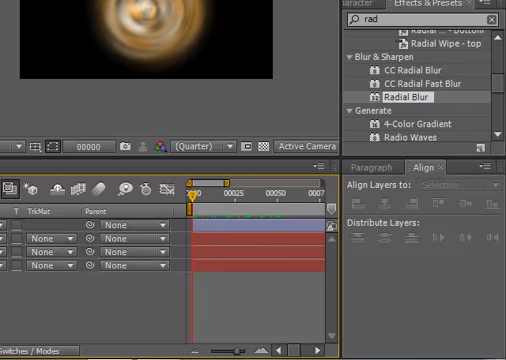 Effects & Presets
rad
Radial Wipe - top
Blur & Sharpen
CC Radial Blur
CC Radial Fast Blur
Radial Blur
Generate
4-Color Gradient
Radio Waves
00000
(Quarter)
Active Camera
Paragraph
Align
Align Layers to:
Selection
Distribute Layers:
00025
00050
T
TrkMat
Parent
None
None
None
None
None
None
None
Switches / Modes